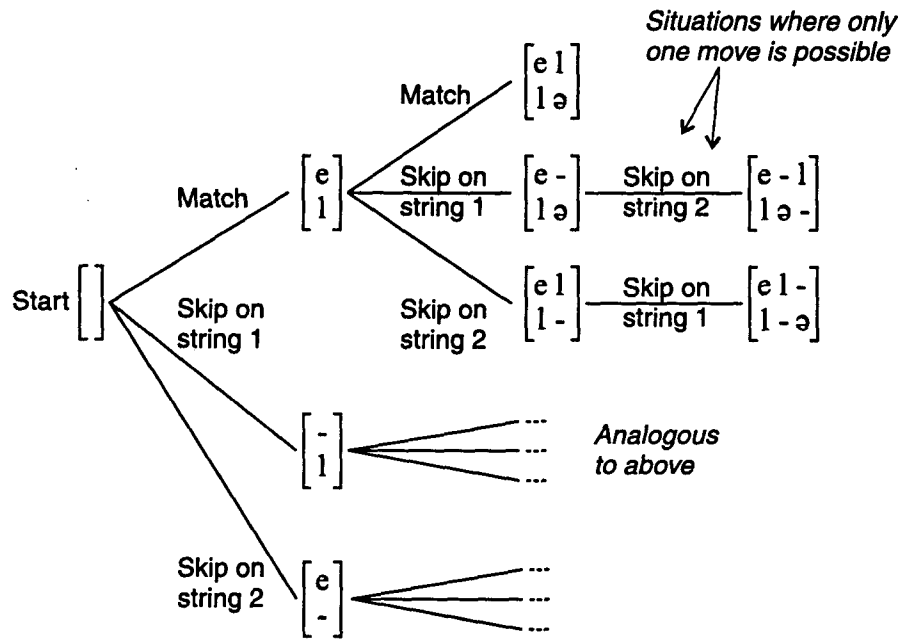 Situations where only
one move is possible
Match
[e l
l ə]
Match
[e
l]
Skip on
string 1
[e -
l ə]
Skip on
string 2
[e - l
l ə -]
Start [ ]
Skip on
string 1
Skip on
string 2
[e l
l -]
Skip on
string 1
[e l -
l - ə]
[-
l]
---
---
---
Analogous
to above
Skip on
string 2
[e
-]
---
---
---